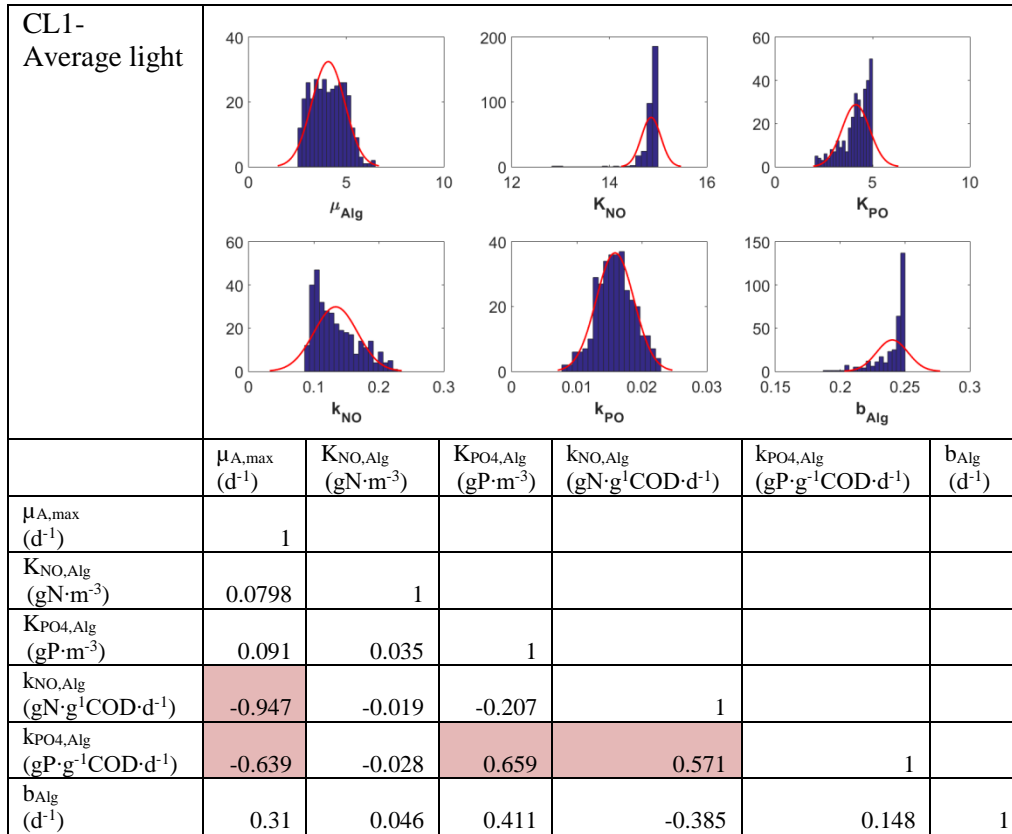 CL1-
Average light
40
20
0
0 5 10
μAlg
200
100
0
12 14 16
KNO
60
40
20
0
0 5 10
KPO
60
40
20
0
0 0.1 0.2 0.3
kNO
40
20
0
0 0.01 0.02 0.03
kPO
150
100
50
0
0.15 0.2 0.25 0.3
bAlg
μA,max KNO,Alg KPO4,Alg kNO,Alg kPO4,Alg bAlg
(d-1) (gN·m-3) (gP·m-3) (gN·g1COD·d-1) (gP·g-1COD·d-1) (d-1)
μA,max
(d-1) 1
KNO,Alg
(gN·m-3) 0.0798 1
KPO4,Alg
(gP·m-3) 0.091 0.035 1
kNO,Alg
(gN·g1COD·d-1) -0.947 -0.019 -0.207 1
kPO4,Alg
(gP·g-1COD·d-1) -0.639 -0.028 0.659 0.571 1
bAlg
(d-1) 0.31 0.046 0.411 -0.385 0.148 1